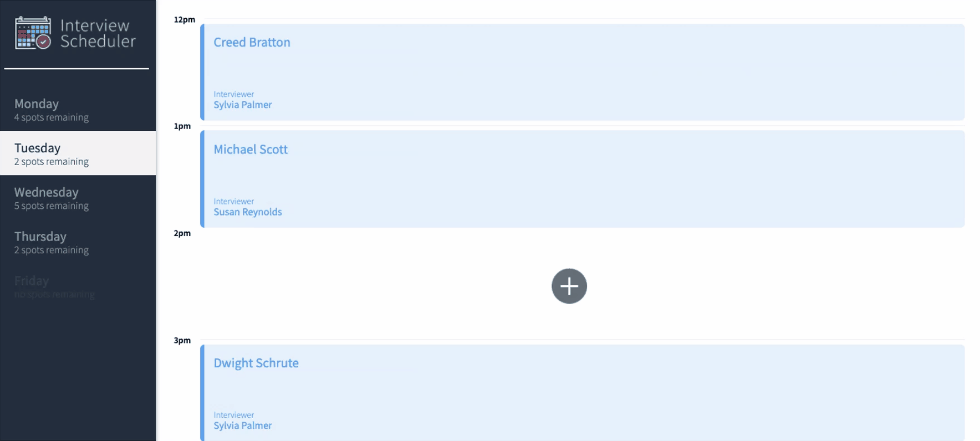 Interview
Scheduler
Monday
4 spots remaining
Tuesday
2 spots remaining
Wednesday
5 spots remaining
Thursday
2 spots remaining
Friday
no spots remaining
12pm
Creed Bratton
Interviewer
Sylvia Palmer
1pm
Michael Scott
Interviewer
Susan Reynolds
2pm
3pm
Dwight Schrute
Interviewer
Sylvia Palmer